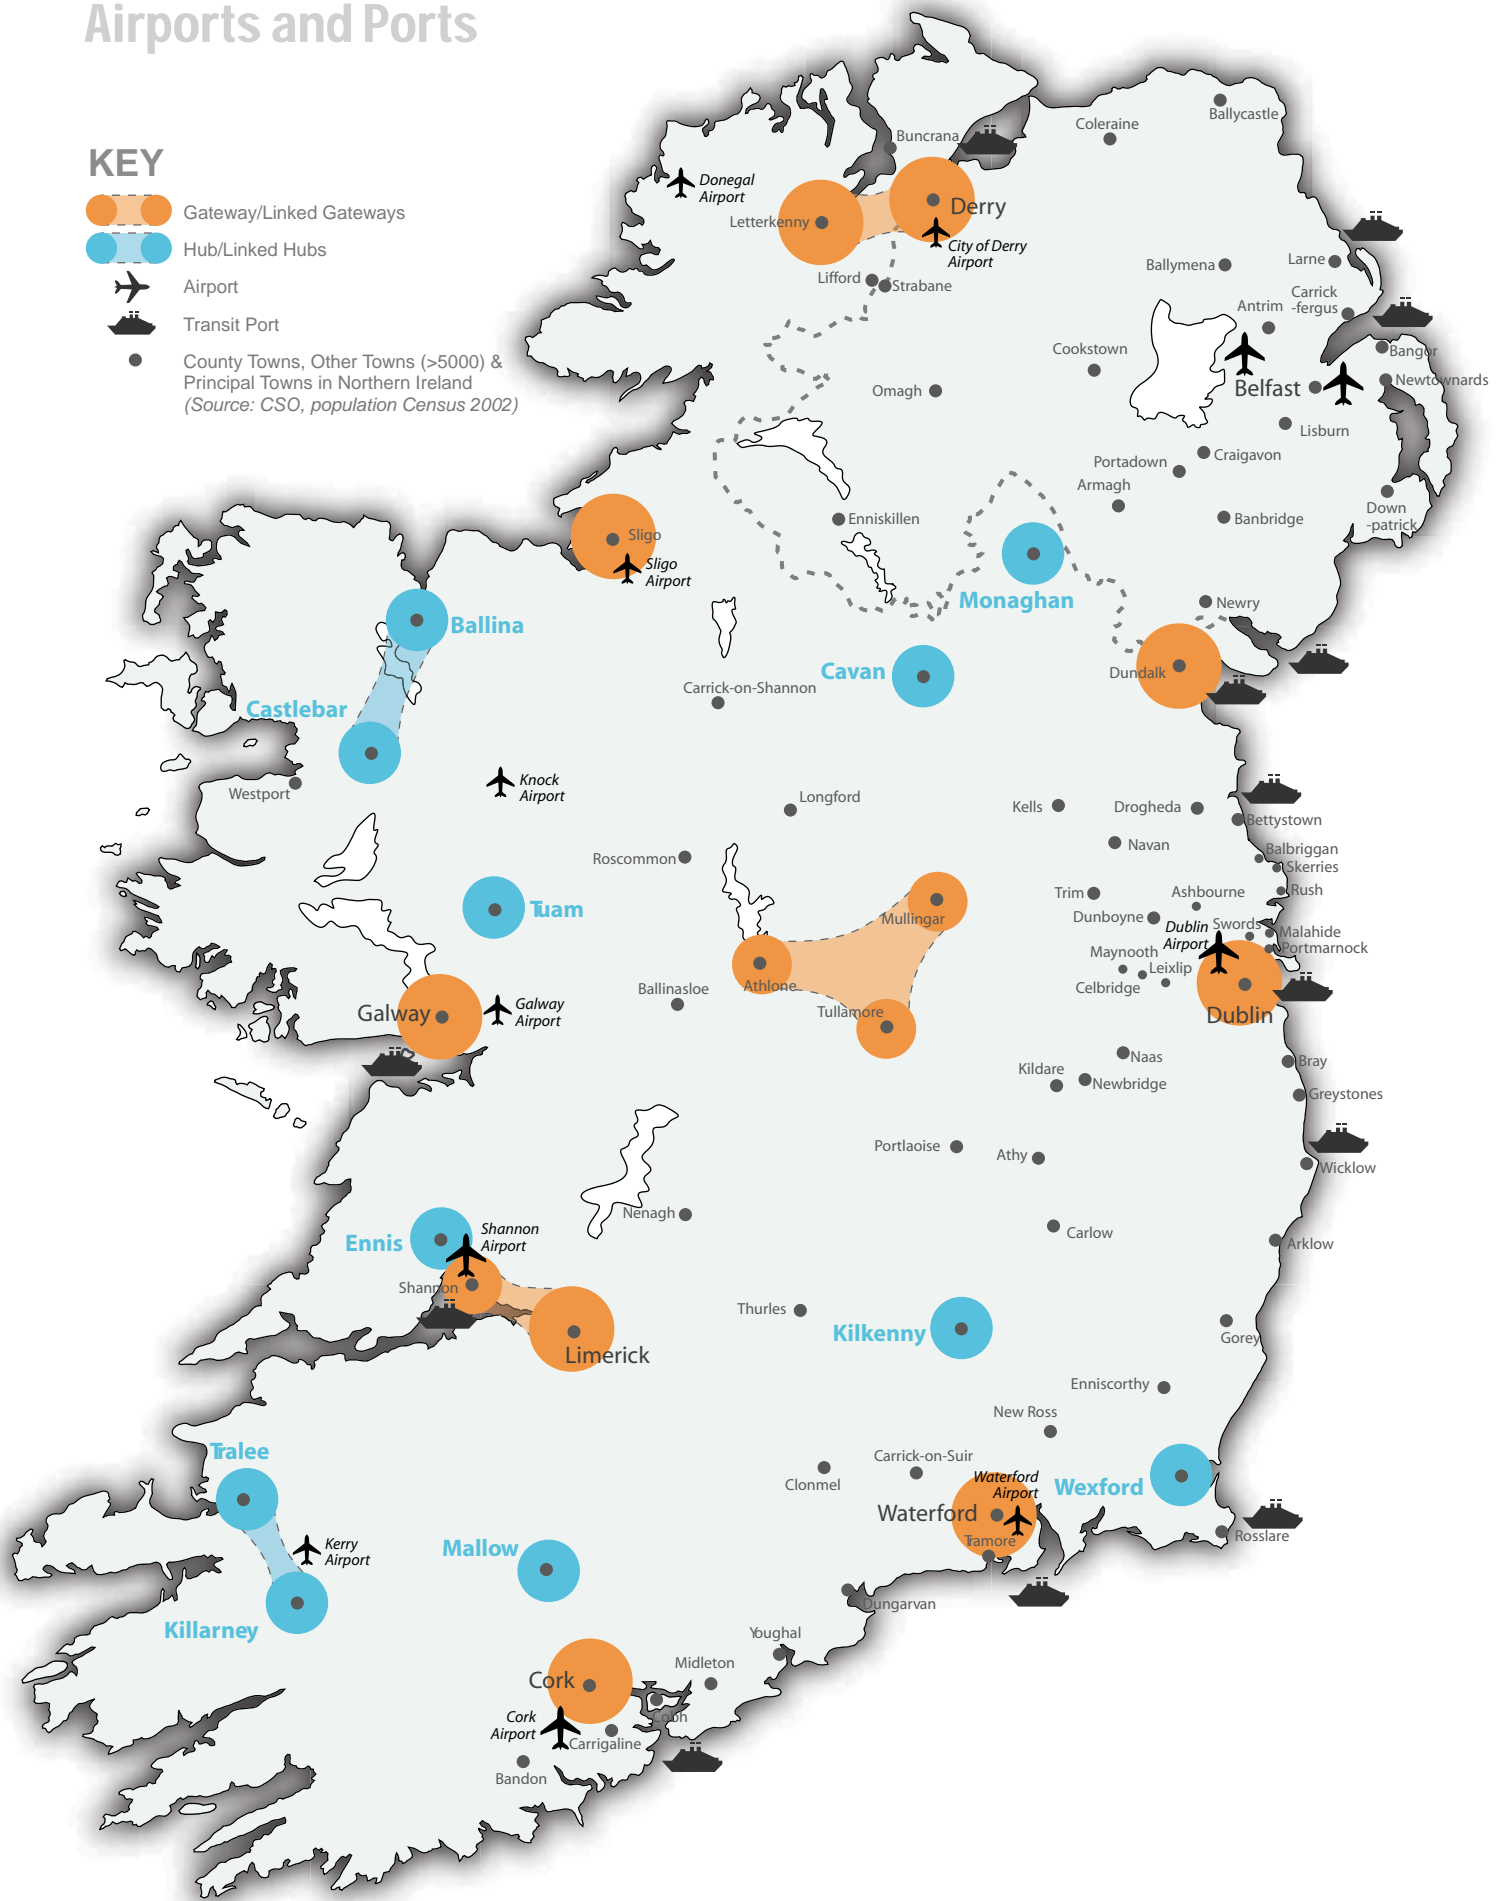 Airports and Ports
KEY
Gateway/Linked Gateways
Hub/Linked Hubs
Airport
Transit Port
County Towns, Other Towns (>5000) &
Principal Towns in Northern Ireland
(Source: CSO, population Census 2002)
Ballycastle
Coleraine
Buncrana
Donegal
Airport
Letterkenny
Derry
City of Derry
Airport
Lifford
Strabane
Ballymena
Larne
Carrick
-fergus
Antrim
Cookstown
Bangor
Newtownards
Belfast
Omagh
Lisburn
Craigavon
Portadown
Armagh
Down
-patrick
Banbridge
Enniskillen
Sligo
Sligo
Airport
Monaghan
Newry
Ballina
Cavan
Dundalk
Carrick-on-Shannon
Castlebar
Westport
Knock
Airport
Longford
Kells
Drogheda
Bettystown
Navan
Balbriggan
Skerries
Roscommon
Rush
Trim
Ashbourne
Tuam
Mullingar
Dunboyne
Dublin
Airport
Swords
Malahide
Portmarnock
Maynooth
Leixlip
Celbridge
Athlone
Ballinasloe
Tullamore
Galway
Galway
Airport
Dublin
Naas
Bray
Kildare
Newbridge
Greystones
Portlaoise
Athy
Wicklow
Nenagh
Carlow
Arklow
Ennis
Shannon
Airport
Shannon
Thurles
Kilkenny
Gorey
Limerick
Enniscorthy
New Ross
Tralee
Carrick-on-Suir
Clonmel
Waterford
Airport
Wexford
Waterford
Tramore
Rosslare
Kerry
Airport
Mallow
Dungarvan
Killarney
Youghal
Midleton
Cork
Cobh
Cork
Airport
Carrigaline
Bandon